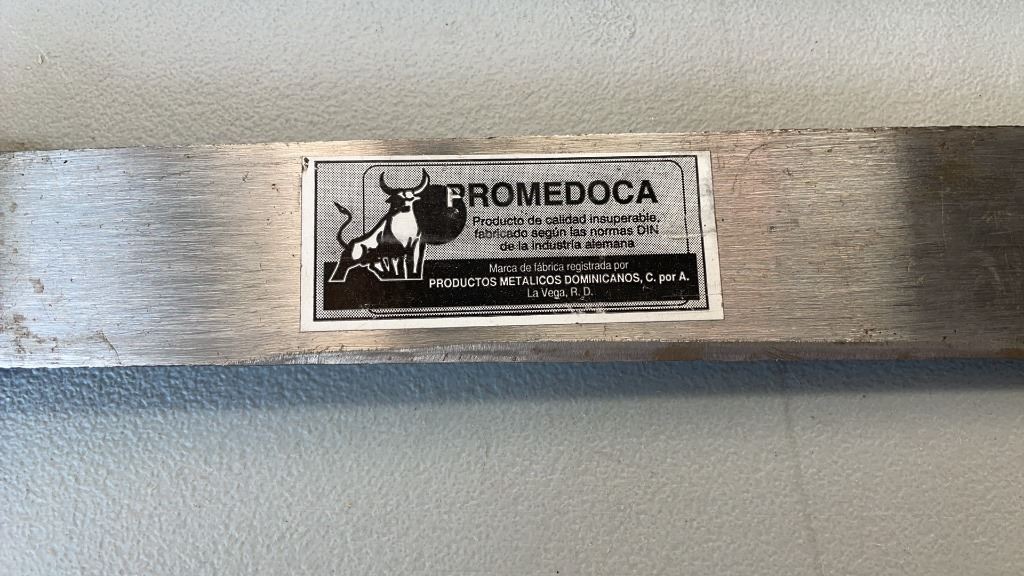 PROMEDOCA
Producto de calidad insuperable,
fabricado según las normas DIN
de la industria alemana
Marca de fábrica registrada por
PRODUCTOS METALICOS DOMINICANOS, C. por A.
La Vega, R. D.